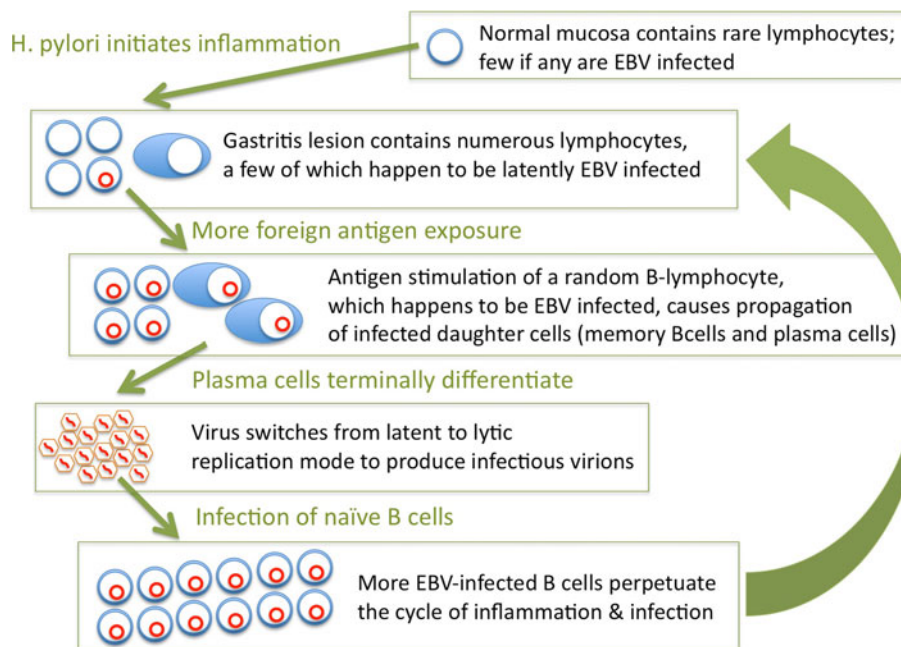 H. pylori initiates inflammation
Normal mucosa contains rare lymphocytes;
few if any are EBV infected
Gastritis lesion contains numerous lymphocytes,
a few of which happen to be latently EBV infected
More foreign antigen exposure
Antigen stimulation of a random B-lymphocyte,
which happens to be EBV infected, causes propagation
of infected daughter cells (memory Bcells and plasma cells)
Plasma cells terminally differentiate
Virus switches from latent to lytic
replication mode to produce infectious virions
Infection of naïve B cells
More EBV-infected B cells perpetuate
the cycle of inflammation & infection